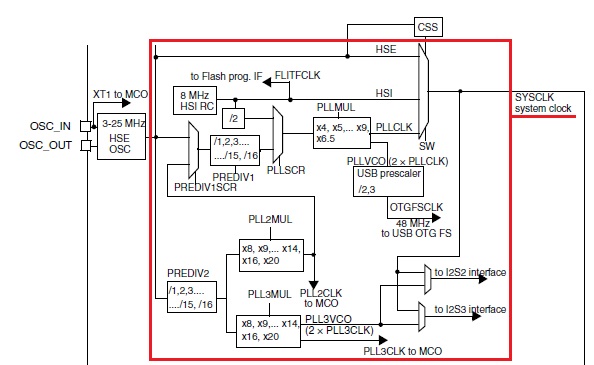 CSS
HSE
to Flash prog. IF
FLITFCLK
XT1 to MCO
8 MHz
HSI RC
HSI
SYSCLK
system clock
/2
PLLMUL
OSC_IN
OSC_OUT
3-25 MHz
HSE
OSC
x4, x5,... x9,
x6.5
PLLCLK
/1,2,3....
..../15, /16
SW
PREDIV1
PLLSCR
PREDIV1SCR
PLLVCO (2 × PLLCLK)
USB prescaler
/2,3
OTGFSCLK
48 MHz
to USB OTG FS
PLL2MUL
x8, x9,... x14,
x16, x20
PREDIV2
/1,2,3....
..../15, /16
PLL2CLK
to MCO
to I2S2 interface
PLL3MUL
x8, x9,... x14,
x16, x20
PLL3VCO
(2 × PLL3CLK)
to I2S3 interface
PLL3CLK to MCO